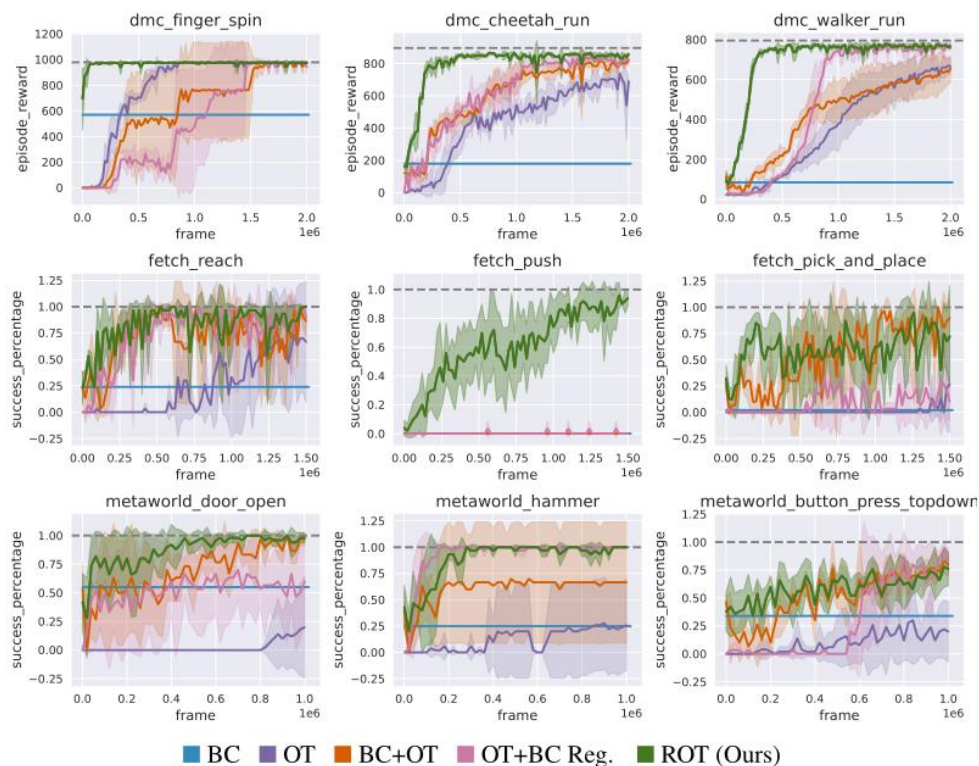 dmc_finger_spin
dmc_cheetah_run
dmc_walker_run
episode_reward
1200
1000
800
600
400
200
0
0.0 0.5 1.0 1.5 2.0
frame 1e6
episode_reward
800
600
400
200
0
0.0 0.5 1.0 1.5 2.0
frame 1e6
episode_reward
800
600
400
200
0
0.0 0.5 1.0 1.5 2.0
frame 1e6
fetch_reach
fetch_push
fetch_pick_and_place
success_percentage
1.25
1.00
0.75
0.50
0.25
0.00
−0.25
0.00 0.25 0.50 0.75 1.00 1.25 1.50
frame 1e6
success_percentage
1.0
0.8
0.6
0.4
0.2
0.0
0.00 0.25 0.50 0.75 1.00 1.25 1.50
frame 1e6
success_percentage
1.25
1.00
0.75
0.50
0.25
0.00
−0.25
0.00 0.25 0.50 0.75 1.00 1.25 1.50
frame 1e6
metaworld_door_open
metaworld_hammer
metaworld_button_press_topdown
success_percentage
1.00
0.75
0.50
0.25
0.00
−0.25
0.0 0.2 0.4 0.6 0.8 1.0
frame 1e6
success_percentage
1.25
1.00
0.75
0.50
0.25
0.00
−0.25
0.0 0.2 0.4 0.6 0.8 1.0
frame 1e6
success_percentage
1.25
1.00
0.75
0.50
0.25
0.00
−0.25
0.0 0.2 0.4 0.6 0.8 1.0
frame 1e6
BC OT BC+OT OT+BC Reg. ROT (Ours)